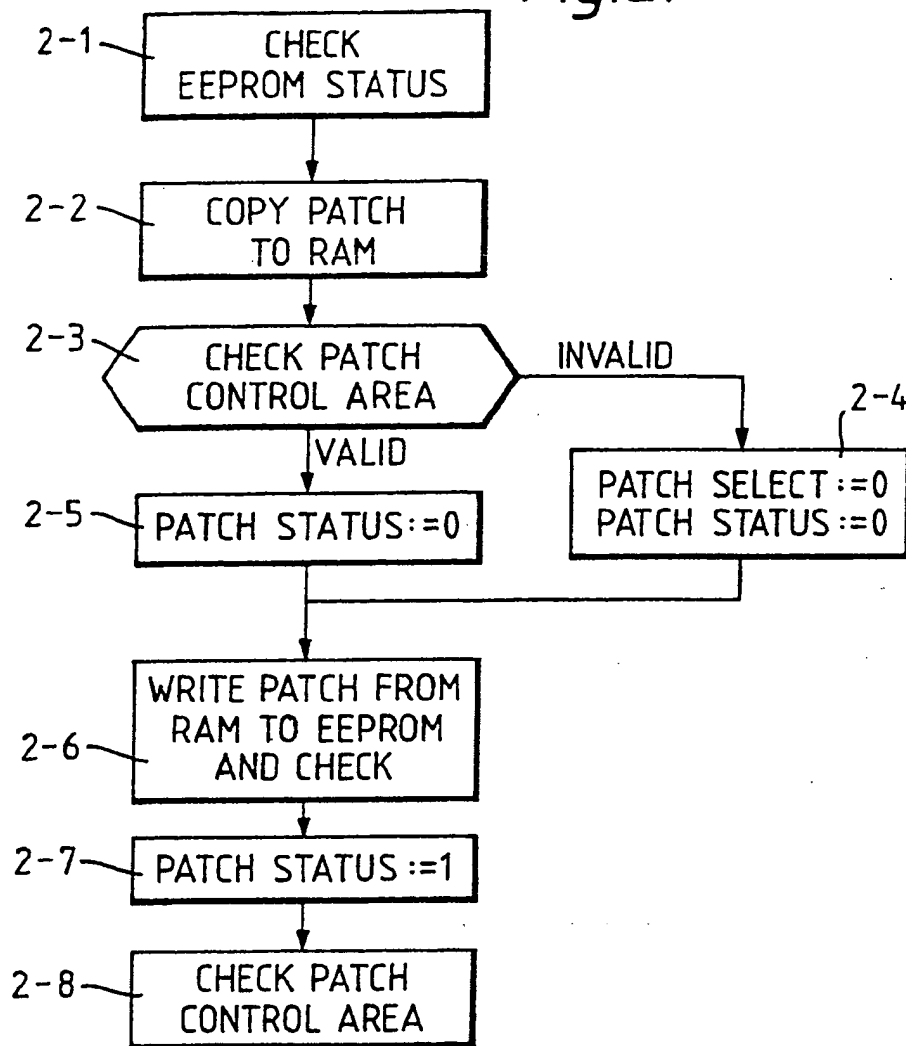 2-1
CHECK
EEPROM STATUS
2-2
COPY PATCH
TO RAM
2-3
CHECK PATCH
CONTROL AREA
INVALID
VALID
2-4
PATCH SELECT :=0
PATCH STATUS :=0
2-5
PATCH STATUS :=0
2-6
WRITE PATCH FROM
RAM TO EEPROM
AND CHECK
2-7
PATCH STATUS :=1
2-8
CHECK PATCH
CONTROL AREA